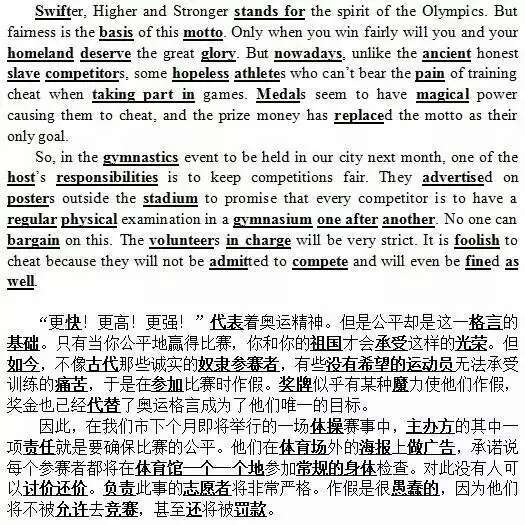 Swifter, Higher and Stronger stands for the spirit of the Olympics. But
fairness is the basis of this motto. Only when you win fairly will you and your
homeland deserve the great glory. But nowadays, unlike the ancient honest
slave competitors, some hopeless athletes who can't bear the pain of training
cheat when taking part in games. Medals seem to have magical power
causing them to cheat, and the prize money has replaced the motto as their
only goal.
So, in the gymnastics event to be held in our city next month, one of the
host's responsibilities is to keep competitions fair. They advertised on
posters outside the stadium to promise that every competitor is to have a
regular physical examination in a gymnasium one after another. No one can
bargain on this. The volunteers in charge will be very strict. It is foolish to
cheat because they will not be admitted to compete and will even be fined as
well.
“更快！更高！更强！”代表着奥运精神。但是公平却是这一格言的
基础。只有当你公平地赢得比赛，你和你的祖国才会承受这样的光荣。但
如今，不像古代那些诚实的奴隶参赛者，有些没有希望的运动员无法承受
训练的痛苦，于是在参加比赛时作假。奖牌似乎有某种魔力使他们作假，
奖金也已经代替了奥运格言成为了他们唯一的目标。
因此，在我们市下个月即将举行的一场体操赛事中，主办方的其中一
项责任就是要确保比赛的公平。他们在体育场外的海报上做广告，承诺说
每个参赛者都将在体育馆一个一个地参加常规的身体检查。对此没有人可
以讨价还价。负责此事的志愿者将非常严格。作假是很愚蠢的，因为他们
将不被允许去竞赛，甚至还将被罚款。